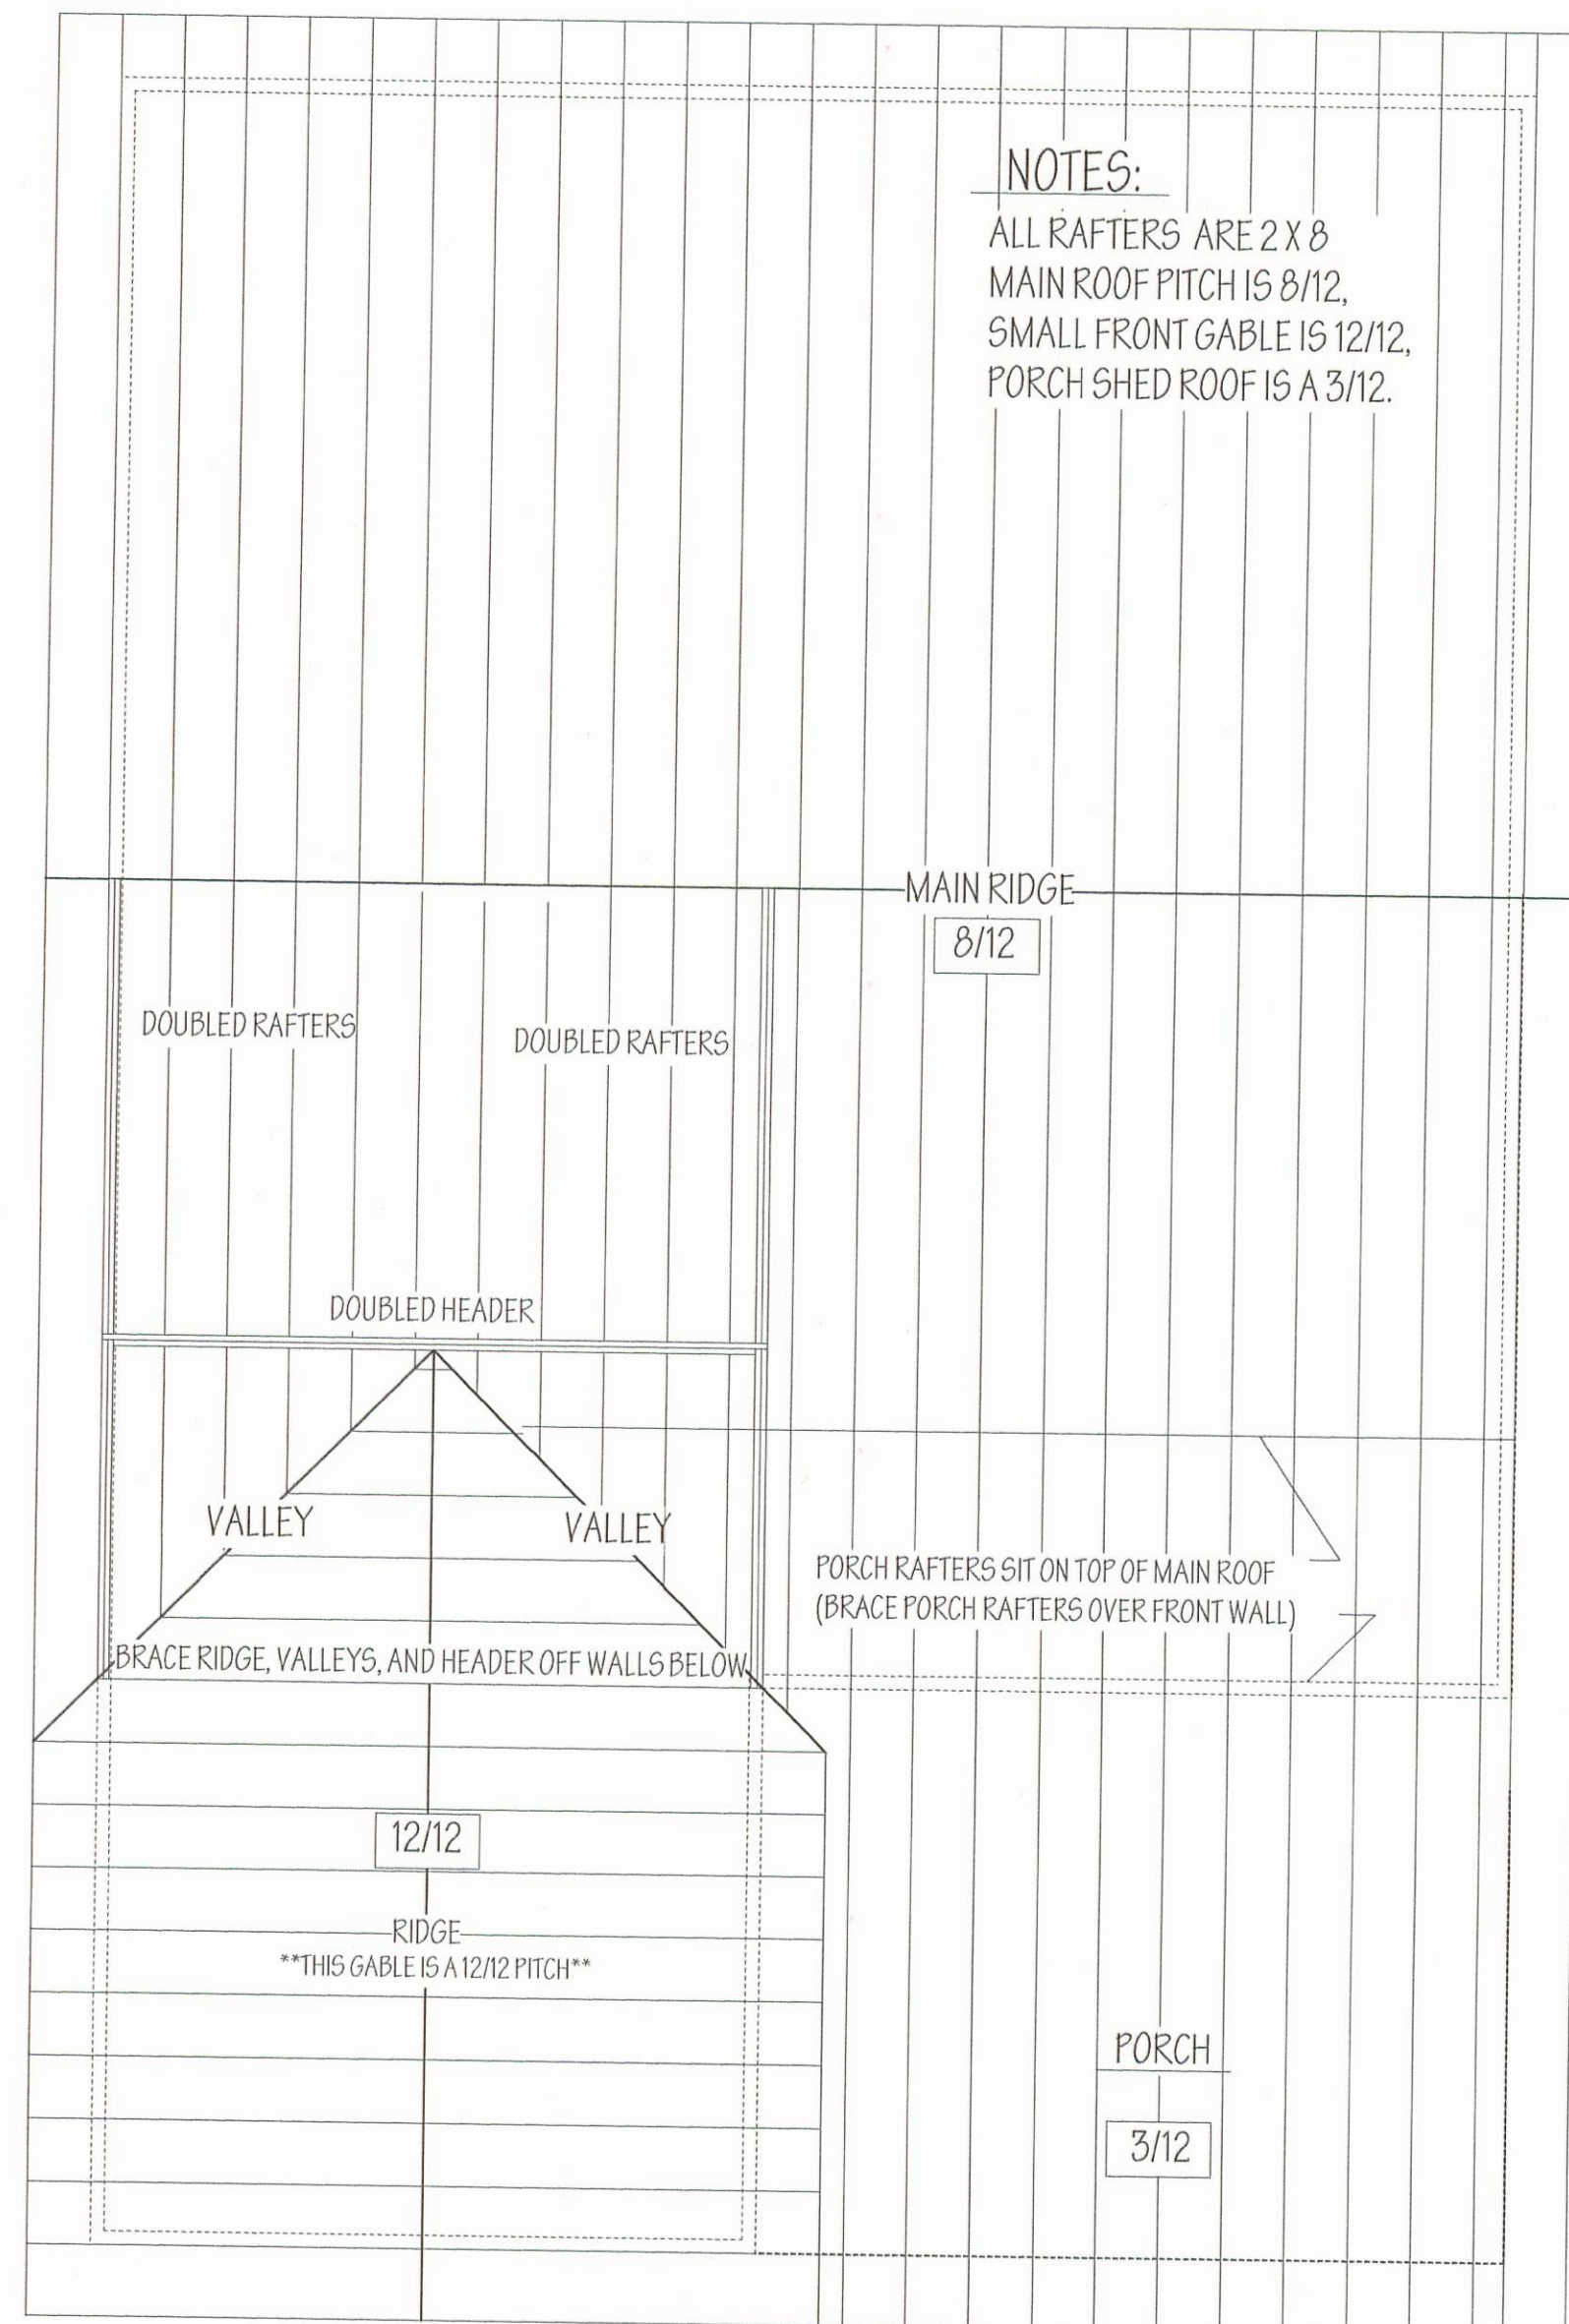 NOTES:
ALL RAFTERS ARE 2 X 8
MAIN ROOF PITCH IS 8/12,
SMALL FRONT GABLE IS 12/12,
PORCH SHED ROOF IS A 3/12.
MAIN RIDGE
8/12
DOUBLED RAFTERS
DOUBLED RAFTERS
DOUBLED HEADER
VALLEY
VALLEY
PORCH RAFTERS SIT ON TOP OF MAIN ROOF
(BRACE PORCH RAFTERS OVER FRONT WALL)
BRACE RIDGE, VALLEYS, AND HEADER OFF WALLS BELOW
12/12
RIDGE
**THIS GABLE IS A 12/12 PITCH**
PORCH
3/12